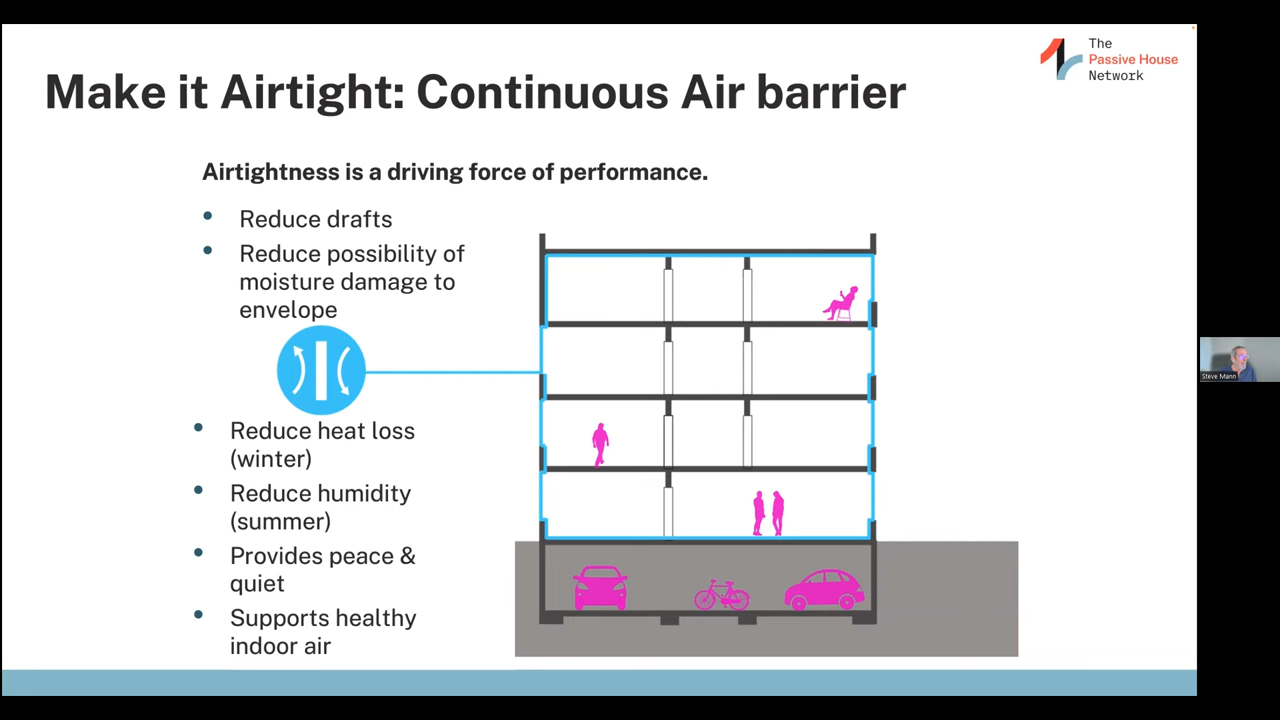 The
Passive House
Network
Make it Airtight: Continuous Air barrier
Airtightness is a driving force of performance.
• Reduce drafts
• Reduce possibility of
moisture damage to
envelope
• Reduce heat loss
(winter)
• Reduce humidity
(summer)
• Provides peace &
quiet
• Supports healthy
indoor air
Steve Mann